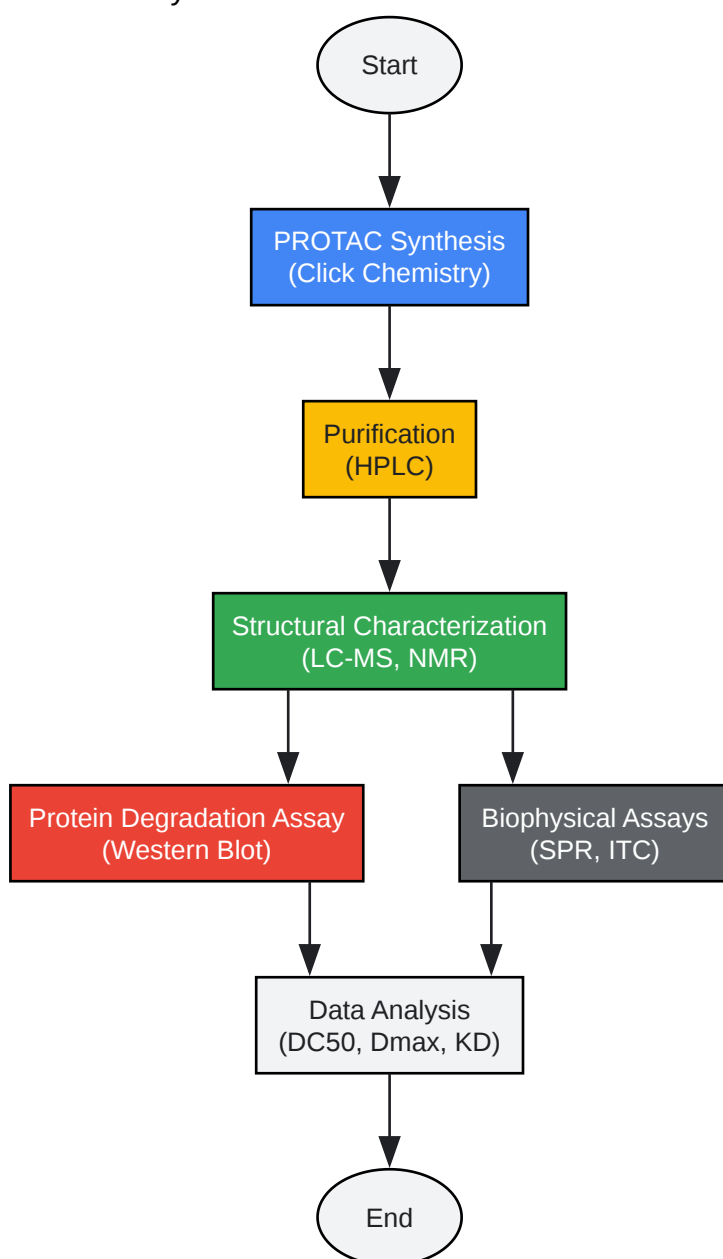 Start
PROTAC Synthesis
(Click Chemistry)
Purification
(HPLC)
Structural Characterization
(LC-MS, NMR)
Protein Degradation Assay
(Western Blot)
Biophysical Assays
(SPR, ITC)
Data Analysis
(DC50, Dmax, KD)
End